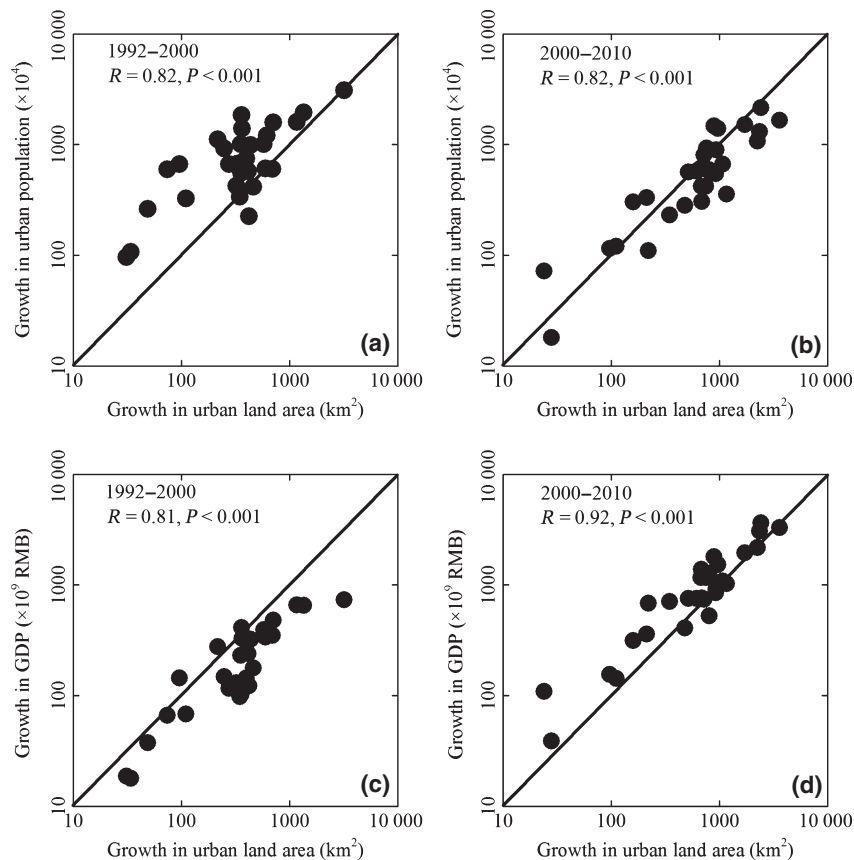 10 000
1000
100
10
Growth in urban population (×10⁴)
1992–2000
R = 0.82, P < 0.001
(a)
10 100 1000 10 000
Growth in urban land area (km²)
10 000
1000
100
10
Growth in urban population (×10⁴)
2000–2010
R = 0.82, P < 0.001
(b)
10 100 1000 10 000
Growth in urban land area (km²)
10 000
1000
100
10
Growth in GDP (×10⁹ RMB)
1992–2000
R = 0.81, P < 0.001
(c)
10 100 1000 10 000
Growth in urban land area (km²)
10 000
1000
100
10
Growth in GDP (×10⁹ RMB)
2000–2010
R = 0.92, P < 0.001
(d)
10 100 1000 10 000
Growth in urban land area (km²)